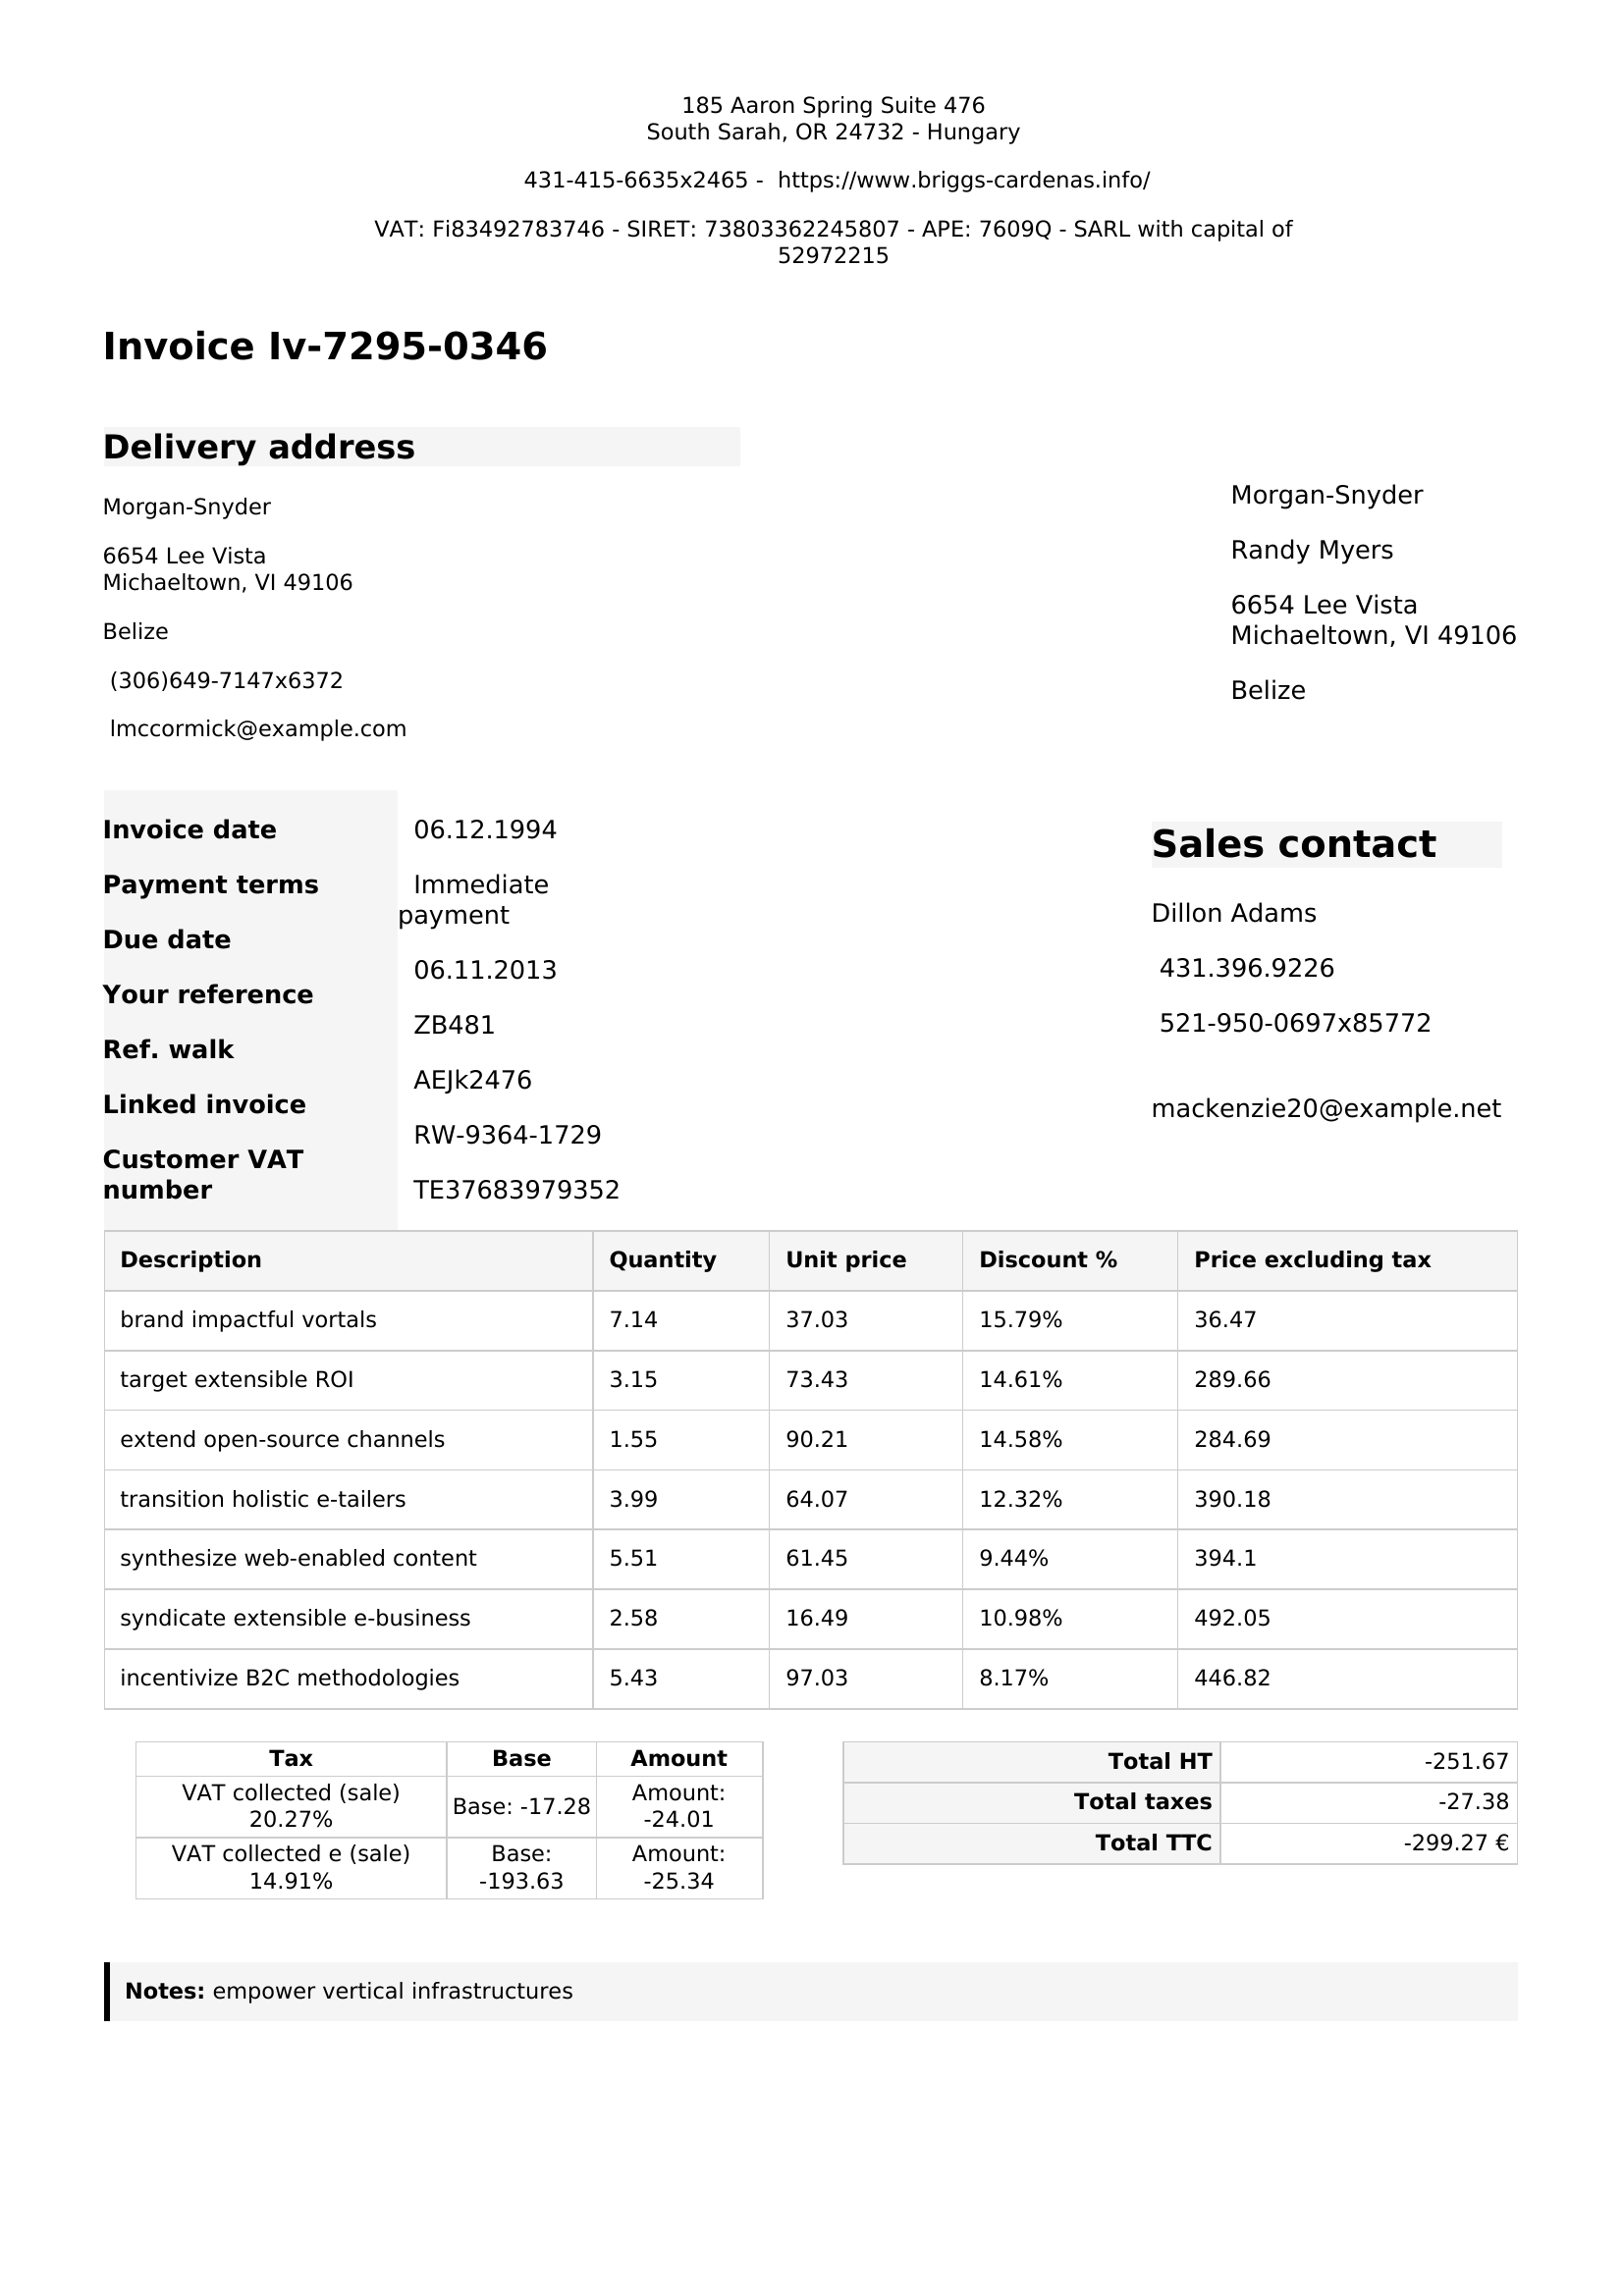 185 Aaron Spring Suite 476
South Sarah, OR 24732 - Hungary
431-415-6635x2465 - https://www.briggs-cardenas.info/
VAT: Fi83492783746 - SIRET: 73803362245807 - APE: 7609Q - SARL with capital of
52972215
Invoice Iv-7295-0346
Delivery address
Morgan-Snyder
6654 Lee Vista
Michaeltown, VI 49106
Belize
(306)649-7147x6372
lmccormick@example.com
Morgan-Snyder
Randy Myers
6654 Lee Vista
Michaeltown, VI 49106
Belize
Invoice date
Payment terms
Due date
Your reference
Ref. walk
Linked invoice
Customer VAT
number
06.12.1994
Immediate
payment
06.11.2013
ZB481
AEJk2476
RW-9364-1729
TE37683979352
Sales contact
Dillon Adams
431.396.9226
521-950-0697x85772
mackenzie20@example.net
Description Quantity Unit price Discount % Price excluding tax
brand impactful vortals 7.14 37.03 15.79% 36.47
target extensible ROI 3.15 73.43 14.61% 289.66
extend open-source channels 1.55 90.21 14.58% 284.69
transition holistic e-tailers 3.99 64.07 12.32% 390.18
synthesize web-enabled content 5.51 61.45 9.44% 394.1
syndicate extensible e-business 2.58 16.49 10.98% 492.05
incentivize B2C methodologies 5.43 97.03 8.17% 446.82
Tax Base Amount
VAT collected (sale)
20.27%
Base: -17.28
Amount:
-24.01
VAT collected e (sale)
14.91%
Base:
-193.63
Amount:
-25.34
Total HT -251.67
Total taxes -27.38
Total TTC -299.27 €
Notes: empower vertical infrastructures